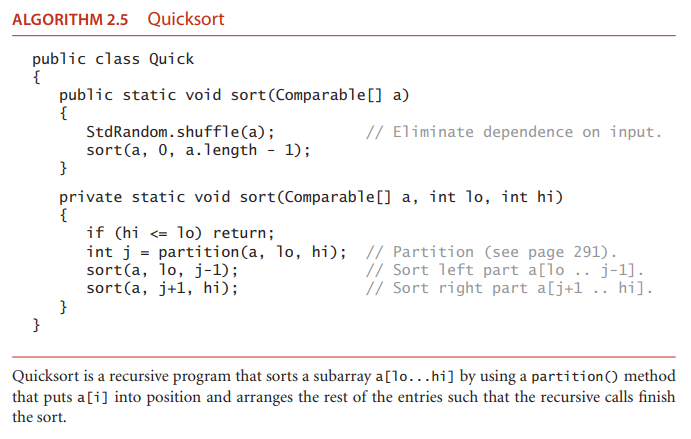 ALGORITHM 2.5 Quicksort
public class Quick
{
   public static void sort(Comparable[] a)
   {
      StdRandom.shuffle(a);          // Eliminate dependence on input.
      sort(a, 0, a.length - 1);
   }
   private static void sort(Comparable[] a, int lo, int hi)
   {
      if (hi <= lo) return;
      int j = partition(a, lo, hi);  // Partition (see page 291).
      sort(a, lo, j-1);              // Sort left part a[lo .. j-1].
      sort(a, j+1, hi);              // Sort right part a[j+1 .. hi].
   }
}
Quicksort is a recursive program that sorts a subarray a[lo...hi] by using a partition() method
that puts a[i] into position and arranges the rest of the entries such that the recursive calls finish
the sort.